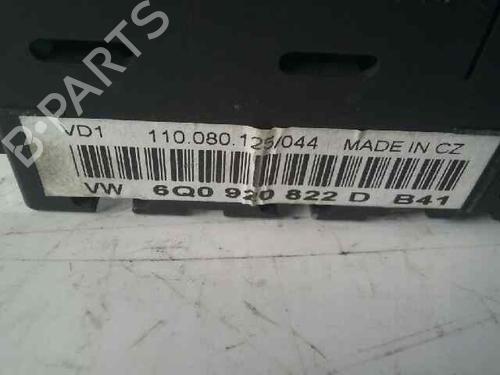 B-PARTS
VD1 110.080.125/044 MADE IN CZ
VW 6Q0 920 822 D B41